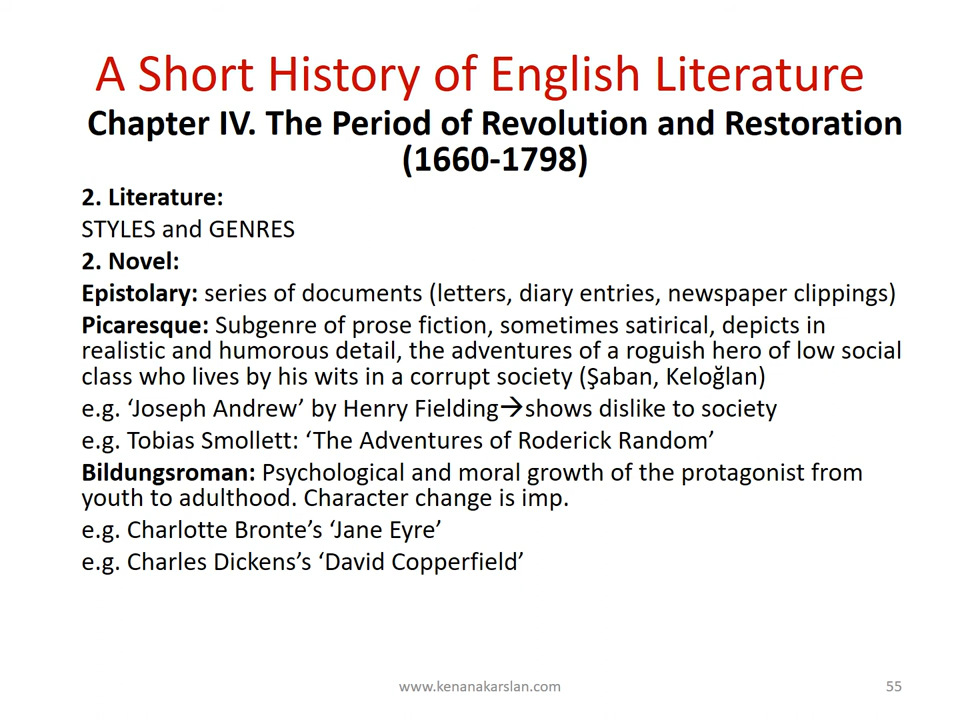 A Short History of English Literature
Chapter IV. The Period of Revolution and Restoration
(1660-1798)
2. Literature:
STYLES and GENRES
2. Novel:
Epistolary: series of documents (letters, diary entries, newspaper clippings)
Picaresque: Subgenre of prose fiction, sometimes satirical, depicts in
realistic and humorous detail, the adventures of a roguish hero of low social
class who lives by his wits in a corrupt society (Şaban, Keloğlan)
e.g. ‘Joseph Andrew’ by Henry Fielding→shows dislike to society
e.g. Tobias Smollett: ‘The Adventures of Roderick Random’
Bildungsroman: Psychological and moral growth of the protagonist from
youth to adulthood. Character change is imp.
e.g. Charlotte Bronte’s ‘Jane Eyre’
e.g. Charles Dickens’s ‘David Copperfield’
www.kenanakarslan.com
55